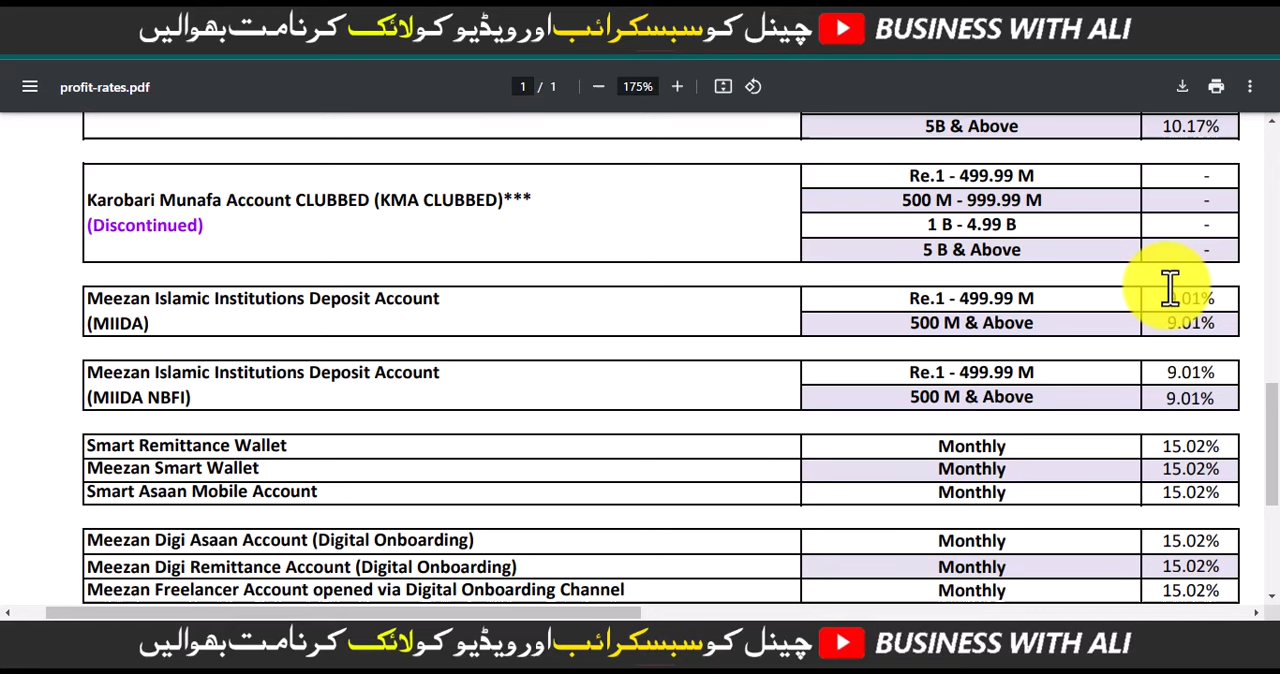 چینل کو سبسکرائب اور ویڈیو کو لائک کرنا مت بھوالیں BUSINESS WITH ALI
profit-rates.pdf 1 / 1 175%
5B & Above 10.17%
Karobari Munafa Account CLUBBED (KMA CLUBBED)***
(Discontinued)
Re.1 - 499.99 M -
500 M - 999.99 M -
1 B - 4.99 B -
5 B & Above -
Meezan Islamic Institutions Deposit Account Re.1 - 499.99 M
(MIIDA) 500 M & Above 9.01%
Meezan Islamic Institutions Deposit Account Re.1 - 499.99 M 9.01%
(MIIDA NBFI) 500 M & Above 9.01%
Smart Remittance Wallet Monthly 15.02%
Meezan Smart Wallet Monthly 15.02%
Smart Asaan Mobile Account Monthly 15.02%
Meezan Digi Asaan Account (Digital Onboarding) Monthly 15.02%
Meezan Digi Remittance Account (Digital Onboarding) Monthly 15.02%
Meezan Freelancer Account opened via Digital Onboarding Channel Monthly 15.02%
چینل کو سبسکرائب اور ویڈیو کو لائک کرنا مت بھوالیں BUSINESS WITH ALI